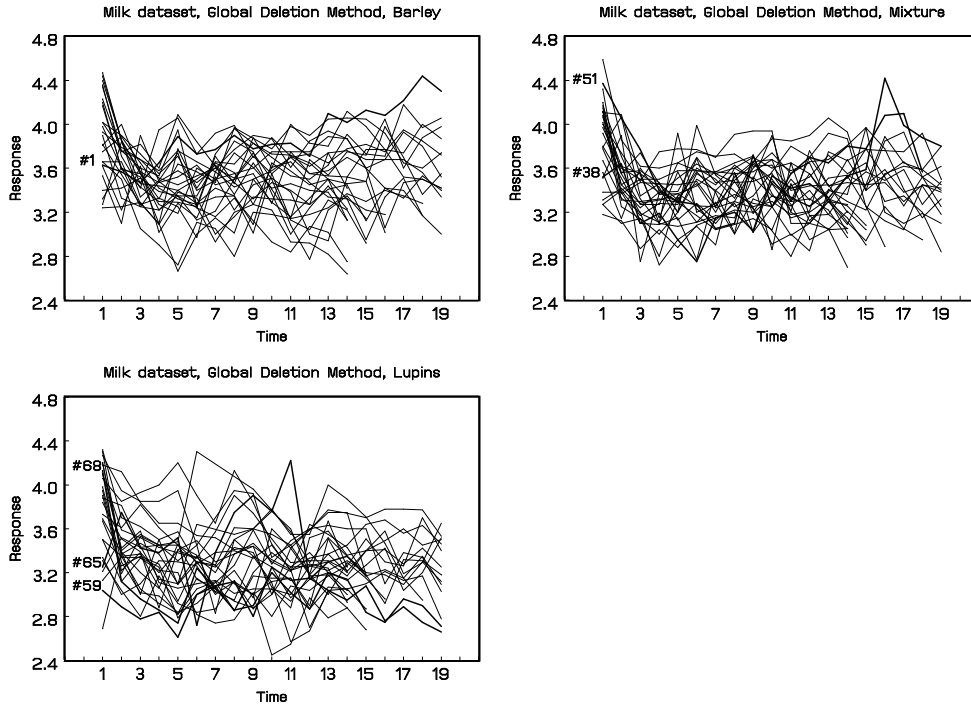 Milk dataset, Global Deletion Method, Barley
4.8
4.4
4.0
3.6
3.2
2.8
2.4
Response
#1
1 3 5 7 9 11 13 15 17 19
Time
Milk dataset, Global Deletion Method, Mixture
4.8
4.4
4.0
3.6
3.2
2.8
2.4
Response
#51
#38
1 3 5 7 9 11 13 15 17 19
Time
Milk dataset, Global Deletion Method, Lupins
4.8
4.4
4.0
3.6
3.2
2.8
2.4
Response
#68
#65
#59
1 3 5 7 9 11 13 15 17 19
Time